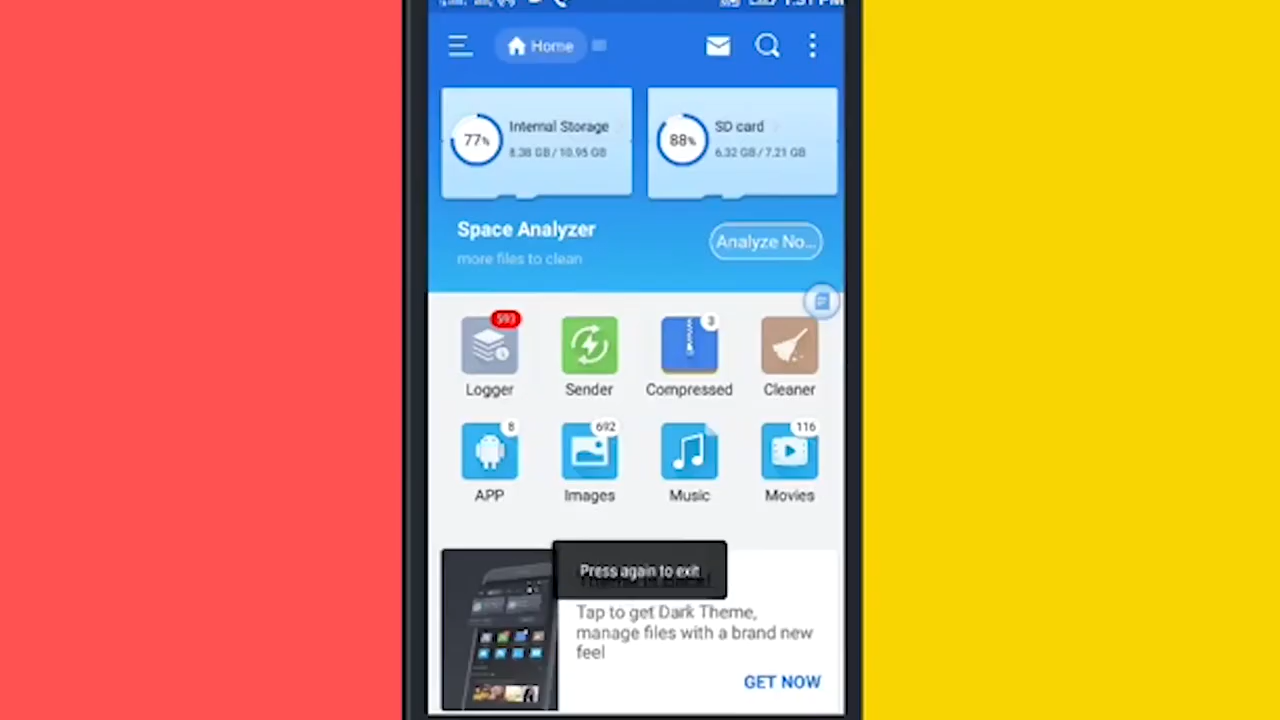 1:31 PM
Home
77%
Internal Storage
8.38 GB / 10.95 GB
88%
SD card
6.32 GB / 7.21 GB
Space Analyzer
Analyze No...
more files to clean
593
3
Logger
Sender
Compressed
Cleaner
8
692
116
APP
Images
Music
Movies
Press again to exit
Tap to get Dark Theme,
manage files with a brand new
feel
GET NOW